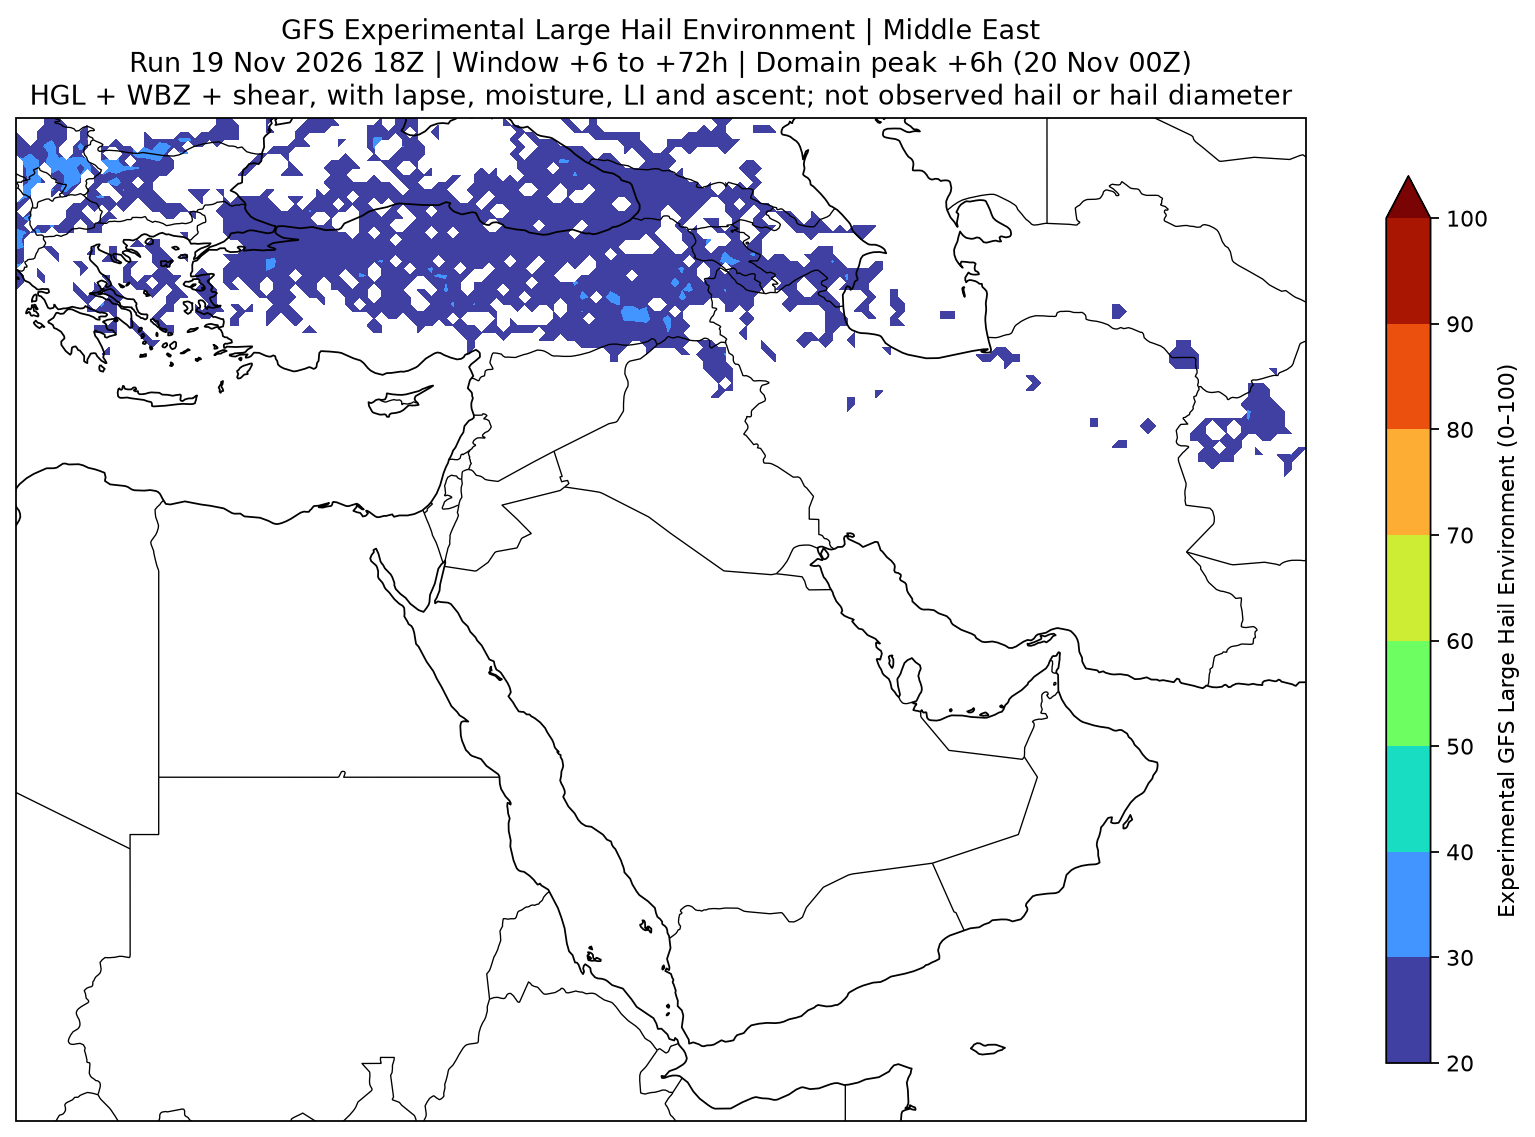 GFS Experimental Large Hail Environment | Middle East
Run 19 Nov 2026 18Z | Window +6 to +72h | Domain peak +6h (20 Nov 00Z)
HGL + WBZ + shear, with lapse, moisture, LI and ascent; not observed hail or hail diameter
100
90
80
70
60
50
40
30
20
Experimental GFS Large Hail Environment (0–100)